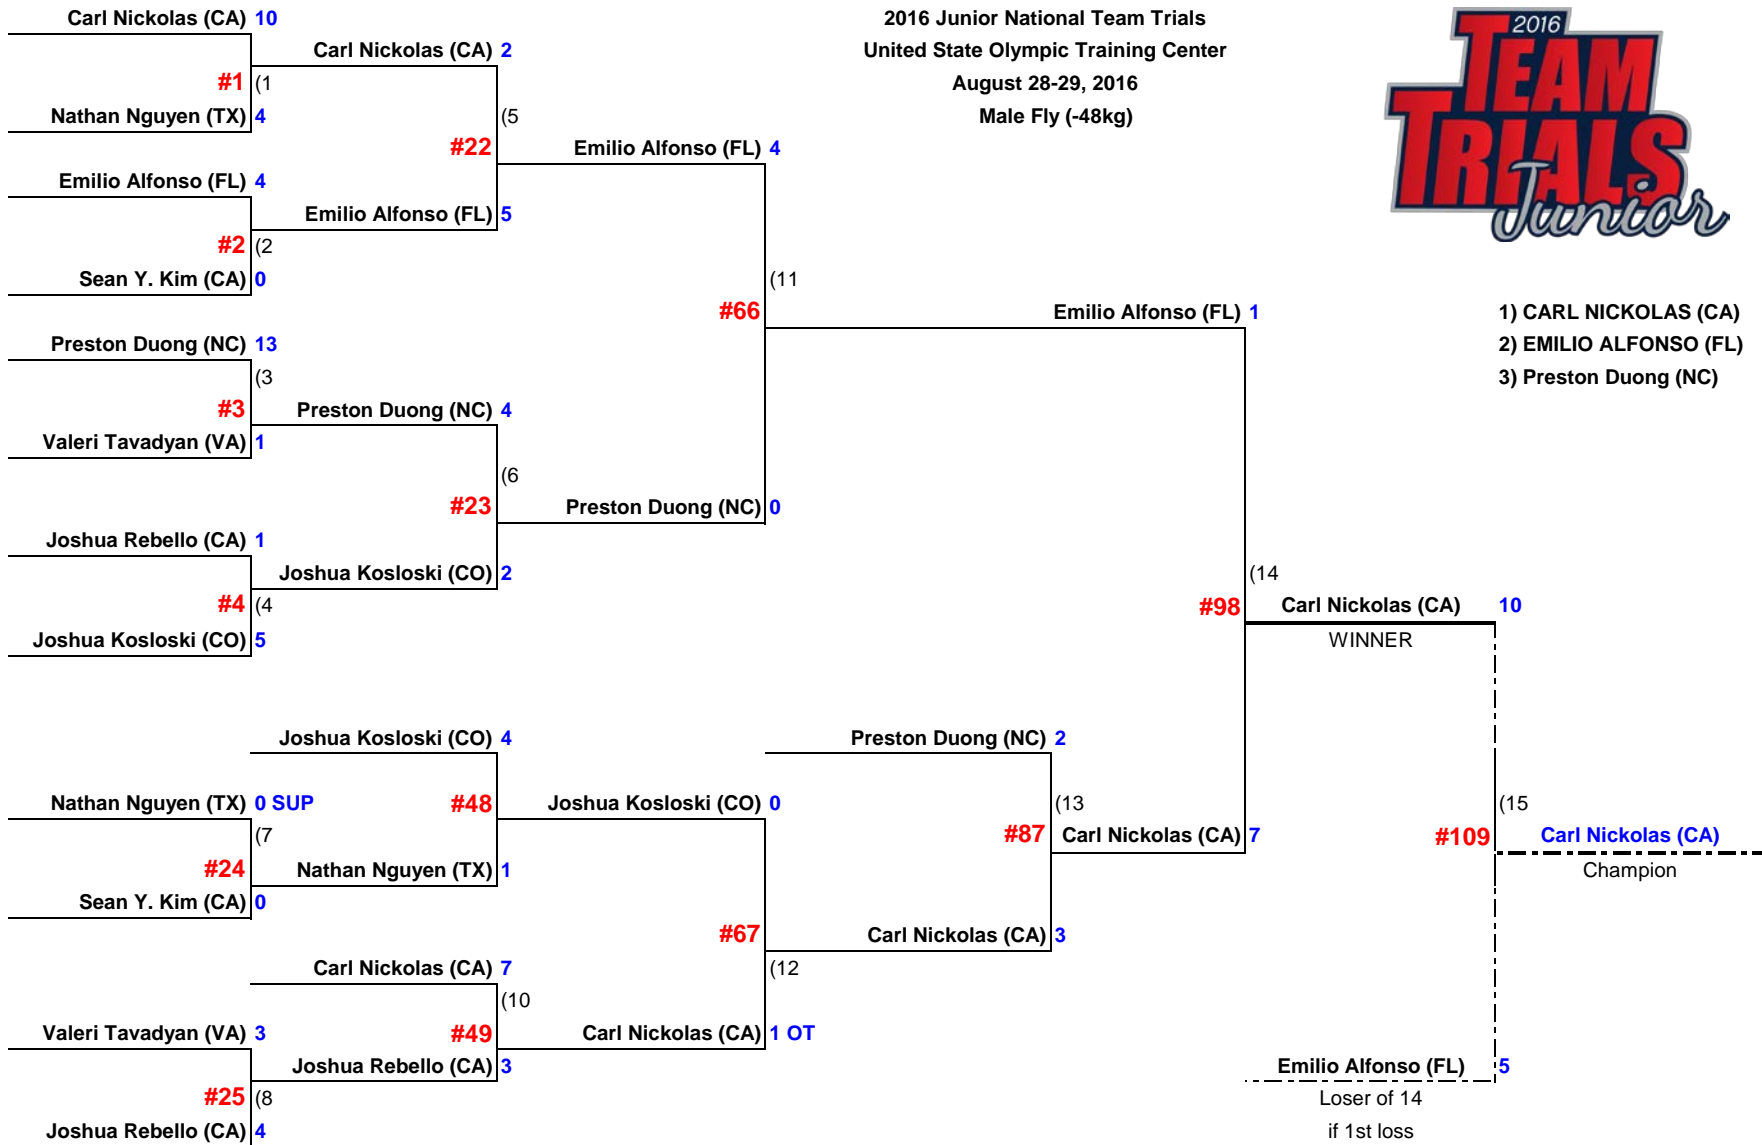 Carl Nickolas (CA) 10
2016 Junior National Team Trials
2016
Carl Nickolas (CA) 2
United State Olympic Training Center
TEAM
#1 (1
August 28-29, 2016
TRIALS
Nathan Nguyen (TX) 4
(5
Male Fly (-48kg)
Junior
#22
Emilio Alfonso (FL) 4
Emilio Alfonso (FL) 4
Emilio Alfonso (FL) 5
#2 (2
Sean Y. Kim (CA) 0
(11
#66
Emilio Alfonso (FL) 1
1) CARL NICKOLAS (CA)
Preston Duong (NC) 13
2) EMILIO ALFONSO (FL)
(3
3) Preston Duong (NC)
#3
Preston Duong (NC) 4
Valeri Tavadyan (VA) 1
(6
#23
Preston Duong (NC) 0
Joshua Rebello (CA) 1
Joshua Kosloski (CO) 2
(14
#4 (4
#98
Carl Nickolas (CA) 10
Joshua Kosloski (CO) 5
WINNER
Joshua Kosloski (CO) 4
Preston Duong (NC) 2
Nathan Nguyen (TX) 0 SUP
#48
Joshua Kosloski (CO) 0
(13
(15
(7
#87
Carl Nickolas (CA) 7
#109
Carl Nickolas (CA)
#24
Nathan Nguyen (TX) 1
Champion
Sean Y. Kim (CA) 0
#67
Carl Nickolas (CA) 3
Carl Nickolas (CA) 7
(12
(10
Valeri Tavadyan (VA) 3
#49
Carl Nickolas (CA) 1 OT
Joshua Rebello (CA) 3
Emilio Alfonso (FL) 5
#25 (8
Loser of 14
Joshua Rebello (CA) 4
if 1st loss